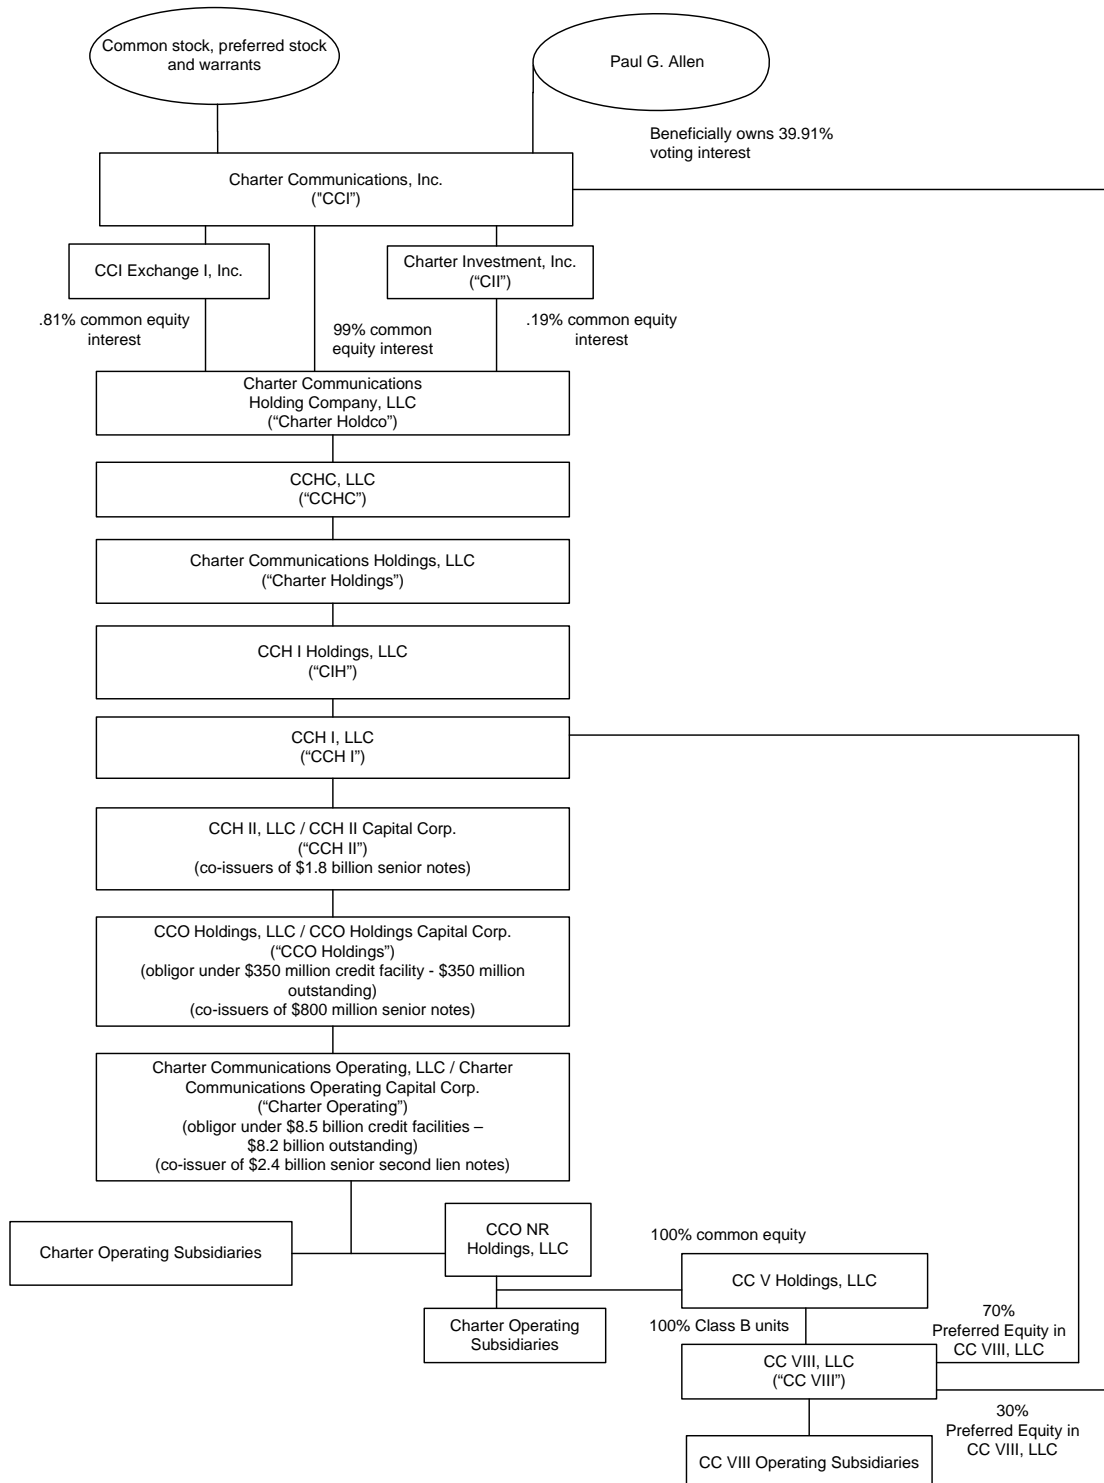 Common stock, preferred stock
and warrants
Paul G. Allen
Beneficially owns 39.91%
voting interest
Charter Communications, Inc.
("CCI”)
CCI Exchange I, Inc.
Charter Investment, Inc.
(“CII”)
.81% common equity
interest
99% common
equity interest
.19% common equity
interest
Charter Communications
Holding Company, LLC
(“Charter Holdco”)
CCHC, LLC
(“CCHC”)
Charter Communications Holdings, LLC
(“Charter Holdings”)
CCH I Holdings, LLC
(“CIH”)
CCH I, LLC
(“CCH I”)
CCH II, LLC / CCH II Capital Corp.
(“CCH II”)
(co-issuers of $1.8 billion senior notes)
CCO Holdings, LLC / CCO Holdings Capital Corp.
(“CCO Holdings”)
(obligor under $350 million credit facility - $350 million
outstanding)
(co-issuers of $800 million senior notes)
Charter Communications Operating, LLC / Charter
Communications Operating Capital Corp.
(“Charter Operating”)
(obligor under $8.5 billion credit facilities –
$8.2 billion outstanding)
(co-issuer of $2.4 billion senior second lien notes)
Charter Operating Subsidiaries
CCO NR
Holdings, LLC
100% common equity
CC V Holdings, LLC
Charter Operating
Subsidiaries
100% Class B units
70%
Preferred Equity in
CC VIII, LLC
CC VIII, LLC
(“CC VIII”)
30%
Preferred Equity in
CC VIII, LLC
CC VIII Operating Subsidiaries